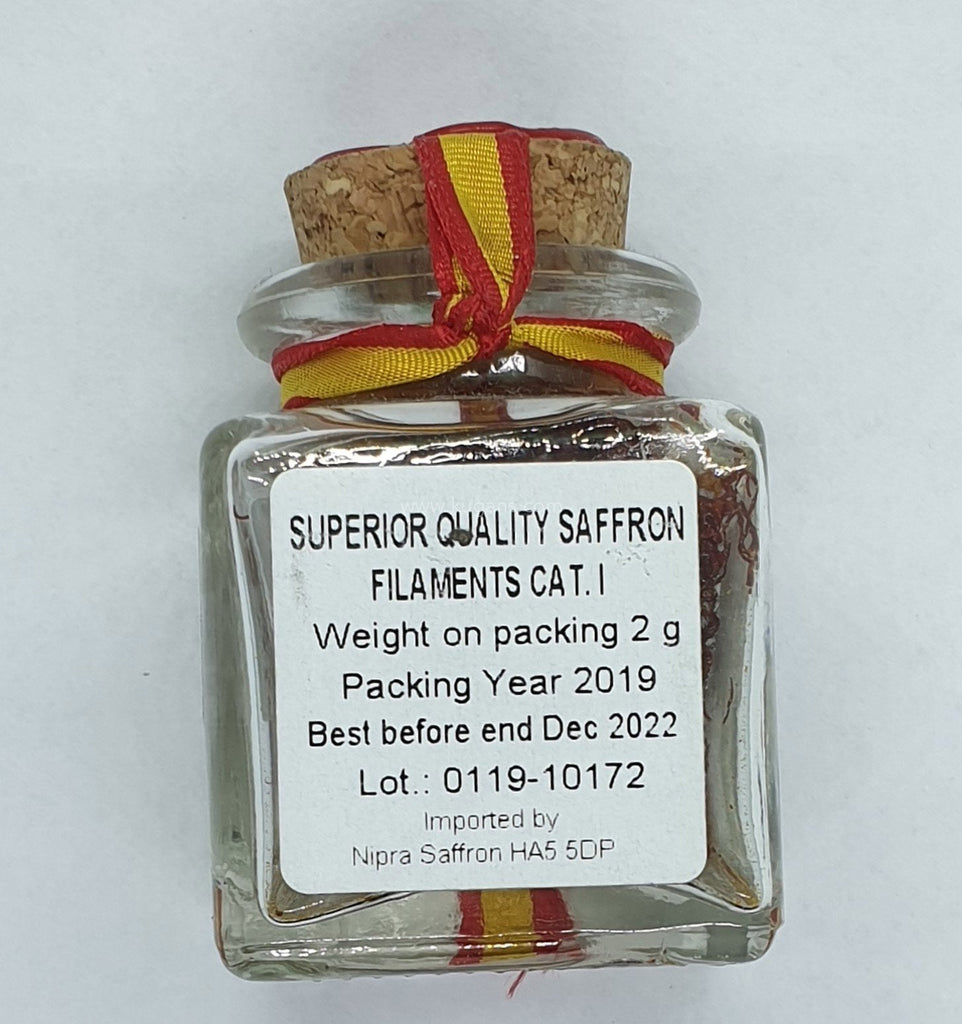 SUPERIOR QUALITY SAFFRON
FILAMENTS CAT. I
Weight on packing 2 g
Packing Year 2019
Best before end Dec 2022
Lot.: 0119-10172
Imported by
Nipra Saffron HA5 5DP